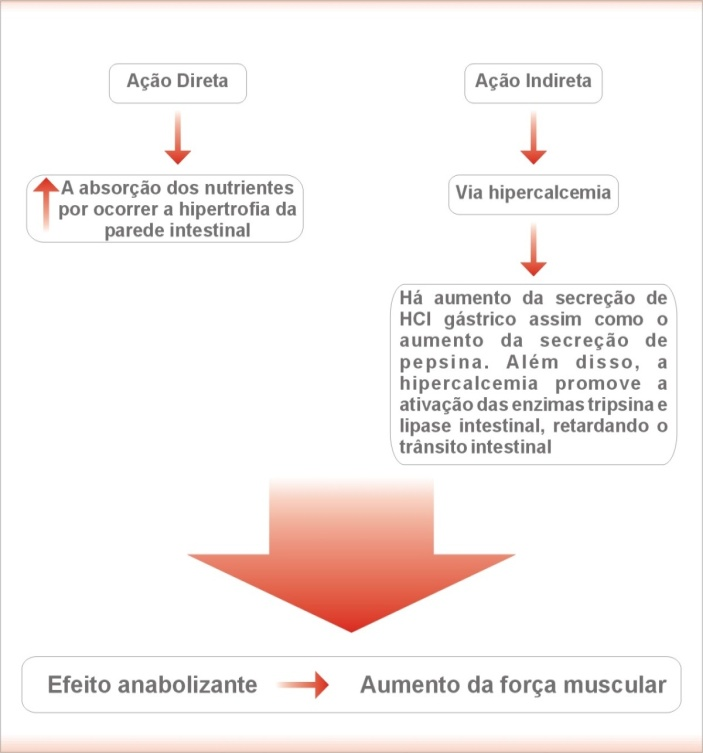 Ação Direta
A absorção dos nutrientes
por ocorrer a hipertrofia da
parede intestinal
Ação Indireta
Via hipercalcemia
Há aumento da secreção de
HCl gástrico assim como o
aumento da secreção de
pepsina. Além disso, a
hipercalcemia promove a
ativação das enzimas tripsina e
lipase intestinal, retardando o
trânsito intestinal
Efeito anabolizante
Aumento da força muscular